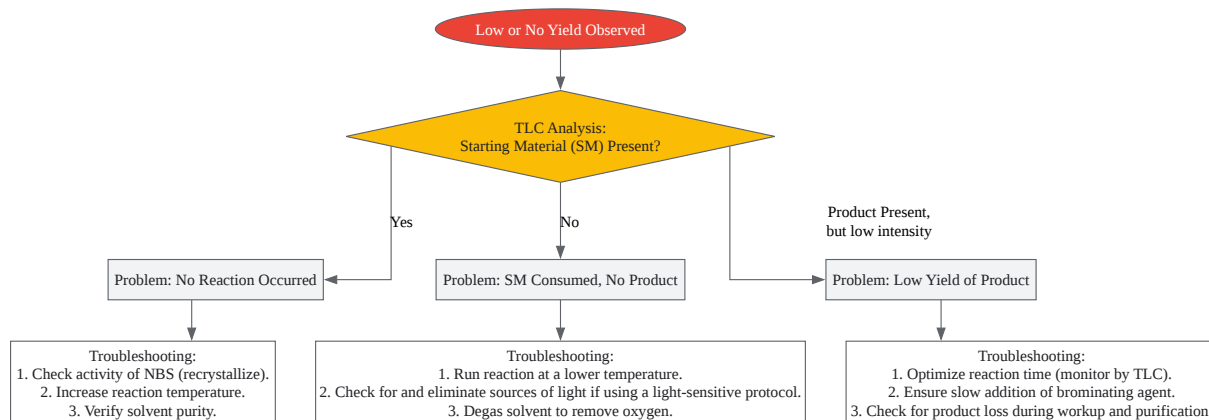 Low or No Yield Observed
TLC Analysis:
Starting Material (SM) Present?
Yes
No
Product Present,
but low intensity
Problem: No Reaction Occurred
Problem: SM Consumed, No Product
Problem: Low Yield of Product
Troubleshooting:
1. Check activity of NBS (recrystallize).
2. Increase reaction temperature.
3. Verify solvent purity.
Troubleshooting:
1. Run reaction at a lower temperature.
2. Check for and eliminate sources of light if using a light-sensitive protocol.
3. Degas solvent to remove oxygen.
Troubleshooting:
1. Optimize reaction time (monitor by TLC).
2. Ensure slow addition of brominating agent.
3. Check for product loss during workup and purification